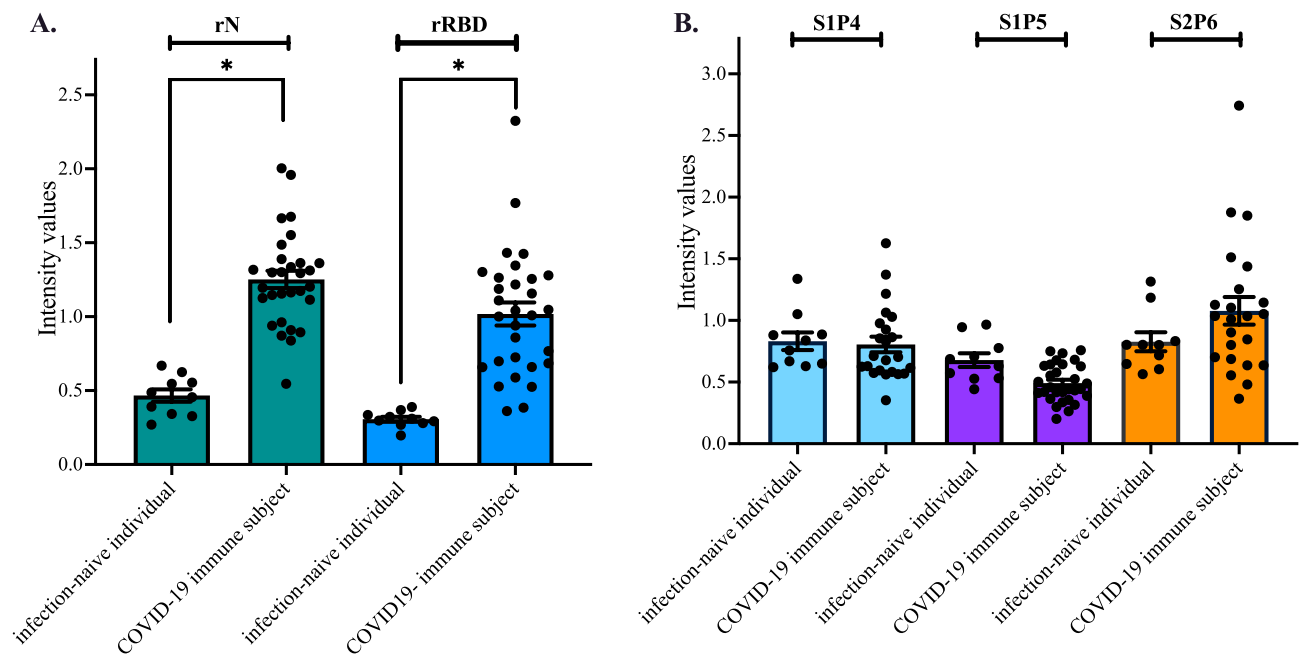 A.
rN
rRBD
*
*
Intensity values
2.5
2.0
1.5
1.0
0.5
0.0
infection-naive individual
COVID-19 immune subject
infection-naive individual
COVID19- immune subject
B.
S1P4
S1P5
S2P6
Intensity values
3.0
2.5
2.0
1.5
1.0
0.5
0.0
infection-naive individual
COVID-19 immune subject
infection-naive individual
COVID-19 immune subject
infection-naive individual
COVID-19 immune subject